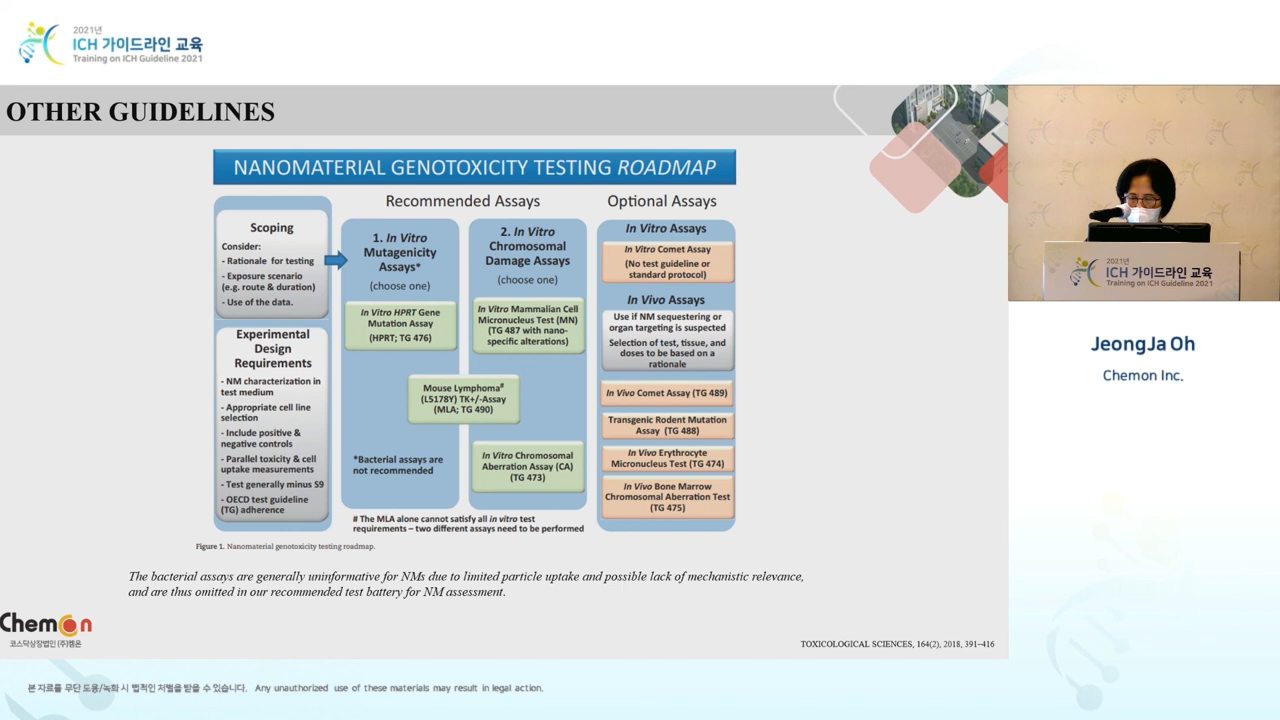 2021년
ICH 가이드라인 교육
Training on ICH Guideline 2021
OTHER GUIDELINES
NANOMATERIAL GENOTOXICITY TESTING ROADMAP
Recommended Assays
Optional Assays
Scoping
Consider:
- Rationale for testing
- Exposure scenario
(e.g. route & duration)
- Use of the data.
Experimental
Design
Requirements
- NM characterization in
test medium
- Appropriate cell line
selection
- Include positive &
negative controls
- Parallel toxicity & cell
uptake measurements
- Test generally minus S9
- OECD test guideline
(TG) adherence
1. In Vitro
Mutagenicity
Assays*
(choose one)
In Vitro HPRT Gene
Mutation Assay
(HPRT; TG 476)
2. In Vitro
Chromosomal
Damage Assays
(choose one)
In Vitro Mammalian Cell
Micronucleus Test (MN)
(TG 487 with nano-
specific alterations)
Mouse Lymphoma#
(L5178Y) TK+/-Assay
(MLA; TG 490)
*Bacterial assays are
not recommended
In Vitro Chromosomal
Aberration Assay (CA)
(TG 473)
# The MLA alone cannot satisfy all in vitro test
requirements – two different assays need to be performed
In Vitro Assays
In Vitro Comet Assay
(No test guideline or
standard protocol)
In Vivo Assays
Use if NM sequestering or
organ targeting is suspected
Selection of test, tissue, and
doses to be based on a
rationale
In Vivo Comet Assay (TG 489)
Transgenic Rodent Mutation
Assay (TG 488)
In Vivo Erythrocyte
Micronucleus Test (TG 474)
In Vivo Bone Marrow
Chromosomal Aberration Test
(TG 475)
Figure 1. Nanomaterial genotoxicity testing roadmap.
The bacterial assays are generally uninformative for NMs due to limited particle uptake and possible lack of mechanistic relevance,
and are thus omitted in our recommended test battery for NM assessment.
Chemon
코스닥상장법인 (주)켐온
TOXICOLOGICAL SCIENCES, 164(2), 2018, 391–416
2021년
ICH 가이드라인 교육
Training on ICH Guideline 2021
JeongJa Oh
Chemon Inc.
본 자료를 무단 도용/녹화 시 법적인 처벌을 받을 수 있습니다. Any unauthorized use of these materials may result in legal action.